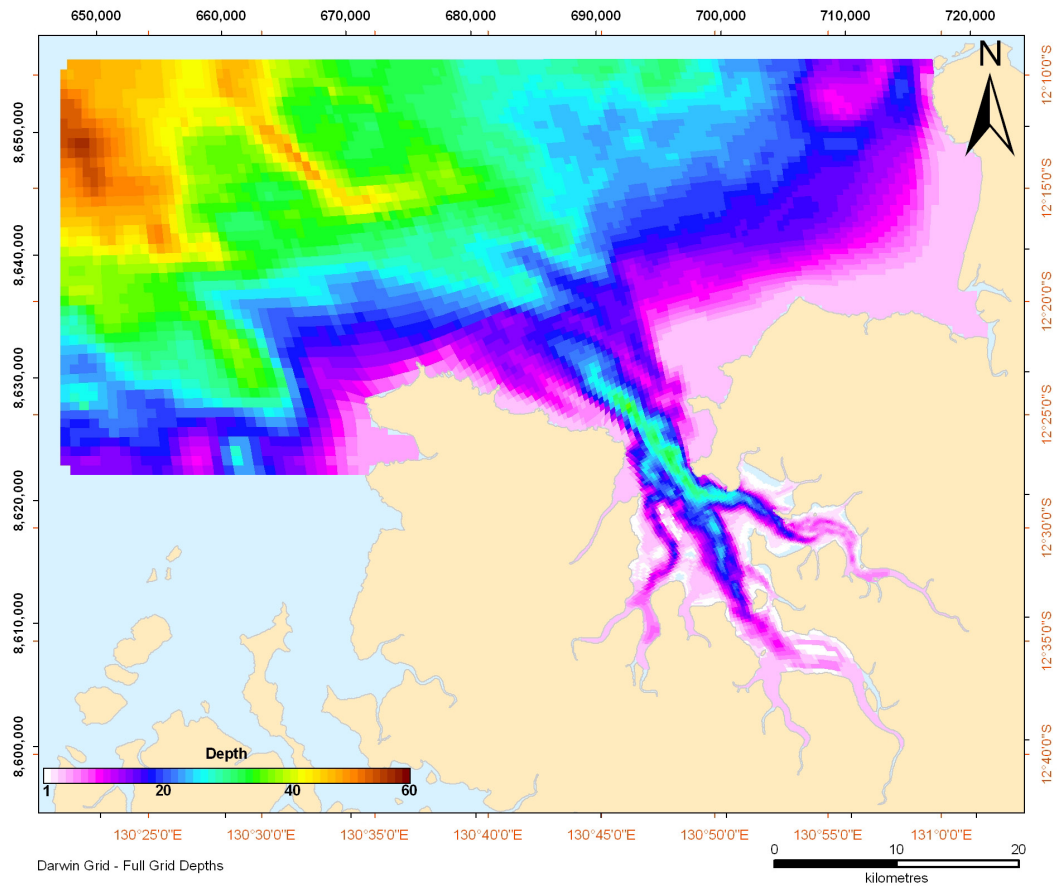 650,000 660,000 670,000 680,000 690,000 700,000 710,000 720,000
N
8,650,000
8,640,000
8,630,000
8,620,000
8,610,000
8,600,000
12°10'0"S
12°15'0"S
12°20'0"S
12°25'0"S
12°30'0"S
12°35'0"S
12°40'0"S
Depth
1 20 40 60
130°25'0"E 130°30'0"E 130°35'0"E 130°40'0"E 130°45'0"E 130°50'0"E 130°55'0"E 131°0'0"E
Darwin Grid - Full Grid Depths
0 10 20
kilometres